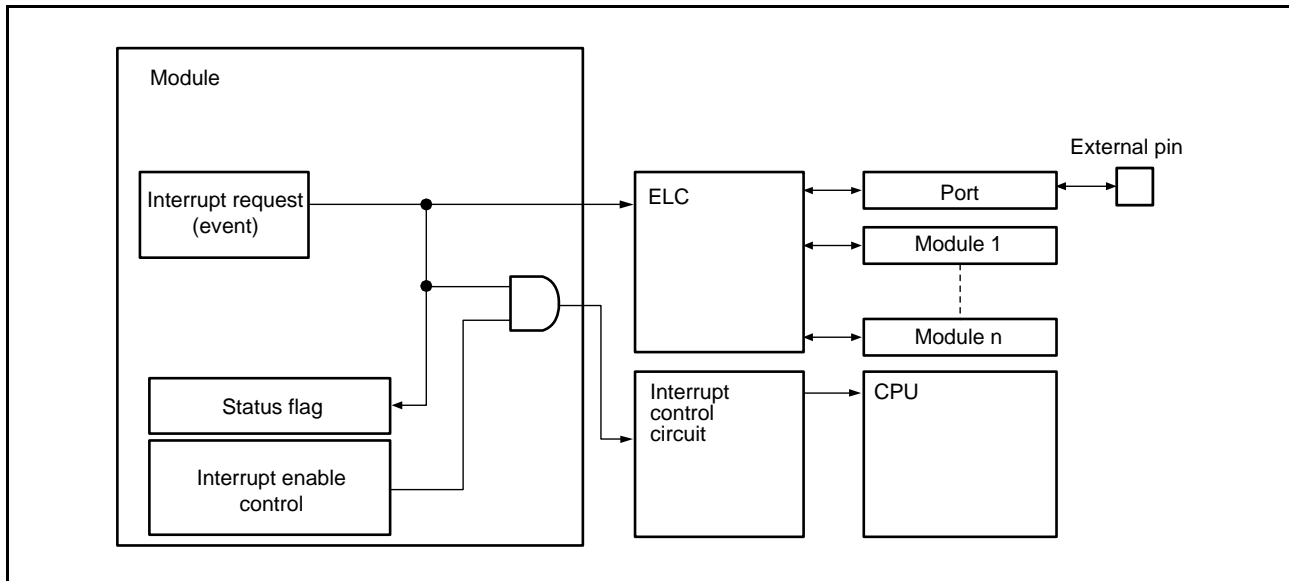 Module
Interrupt request
(event)
Status flag
Interrupt enable
control
ELC
Interrupt
control
circuit
Port
Module 1
Module n
CPU
External pin